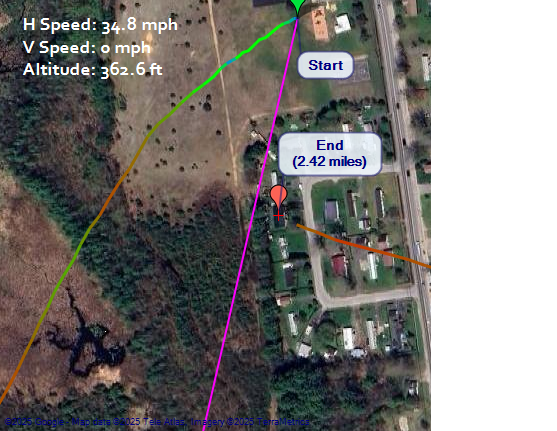 H Speed: 34.8 mph
V Speed: 0 mph
Altitude: 362.6 ft
Start
End
(2.42 miles)
©2025 Google - Map data ©2025 Tele Atlas, Imagery ©2025 TerraMetrics